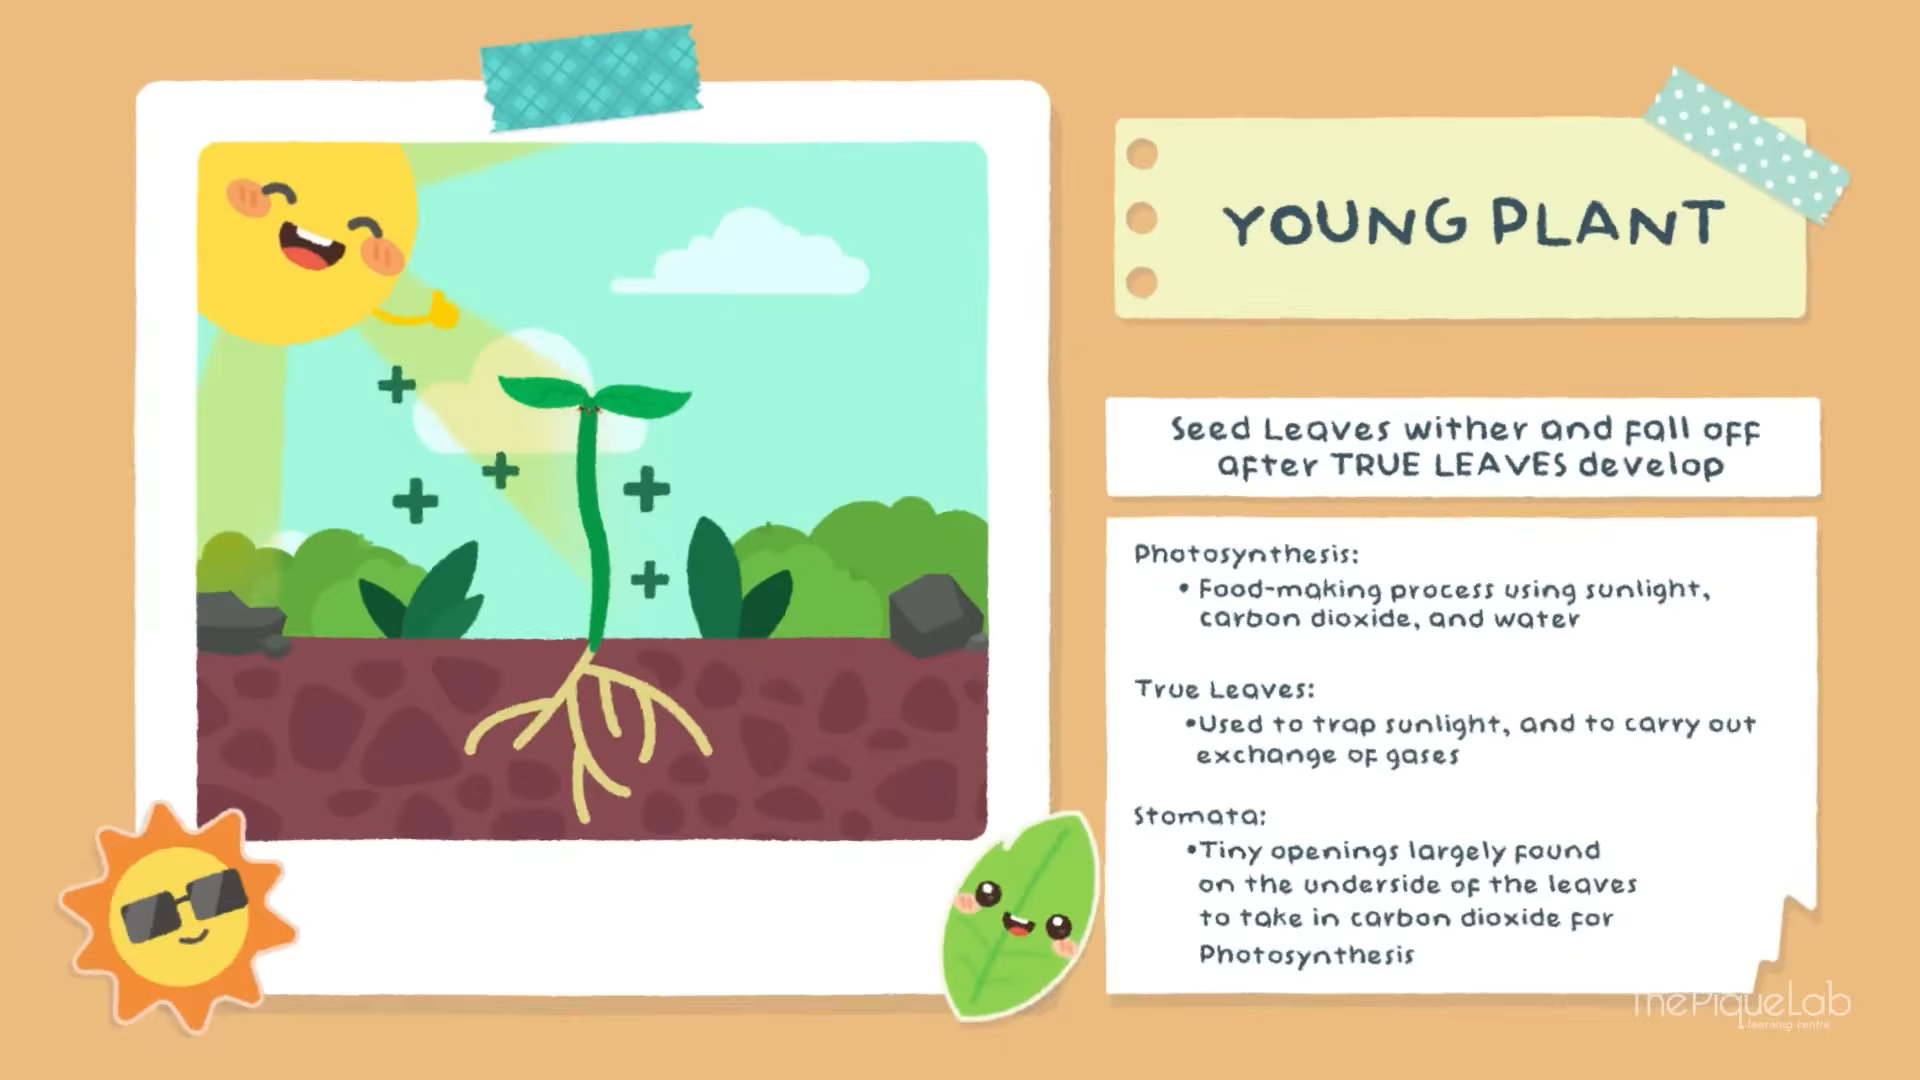 YOUNG PLANT
Seed Leaves wither and fall off
after TRUE LEAVES develop
Photosynthesis:
• Food-making process using sunlight,
carbon dioxide, and water
True Leaves:
•Used to trap sunlight, and to carry out
exchange of gases
Stomata:
•Tiny openings largely found
on the underside of the leaves
to take in carbon dioxide for
Photosynthesis
ThePiqueLab
learning centre